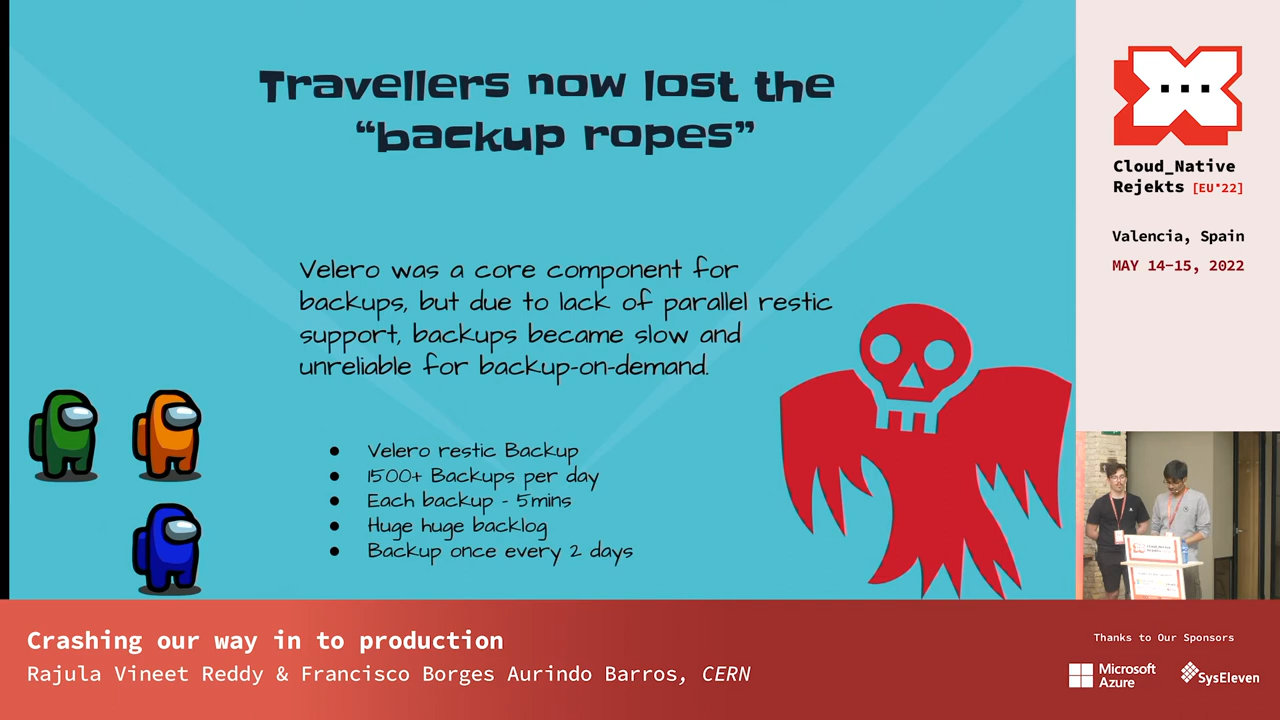 Travellers now lost the
“backup ropes”
Velero was a core component for
backups, but due to lack of parallel restic
support, backups became slow and
unreliable for backup-on-demand.
● Velero restic Backup
● 1500+ Backups per day
● Each backup - 5mins
● Huge huge backlog
● Backup once every 2 days
Cloud_Native
Rejekts [EU*22]
Valencia, Spain
MAY 14-15, 2022
Crashing our way in to production
Rajula Vineet Reddy & Francisco Borges Aurindo Barros, CERN
Thanks to Our Sponsors
Microsoft
Azure
SysEleven